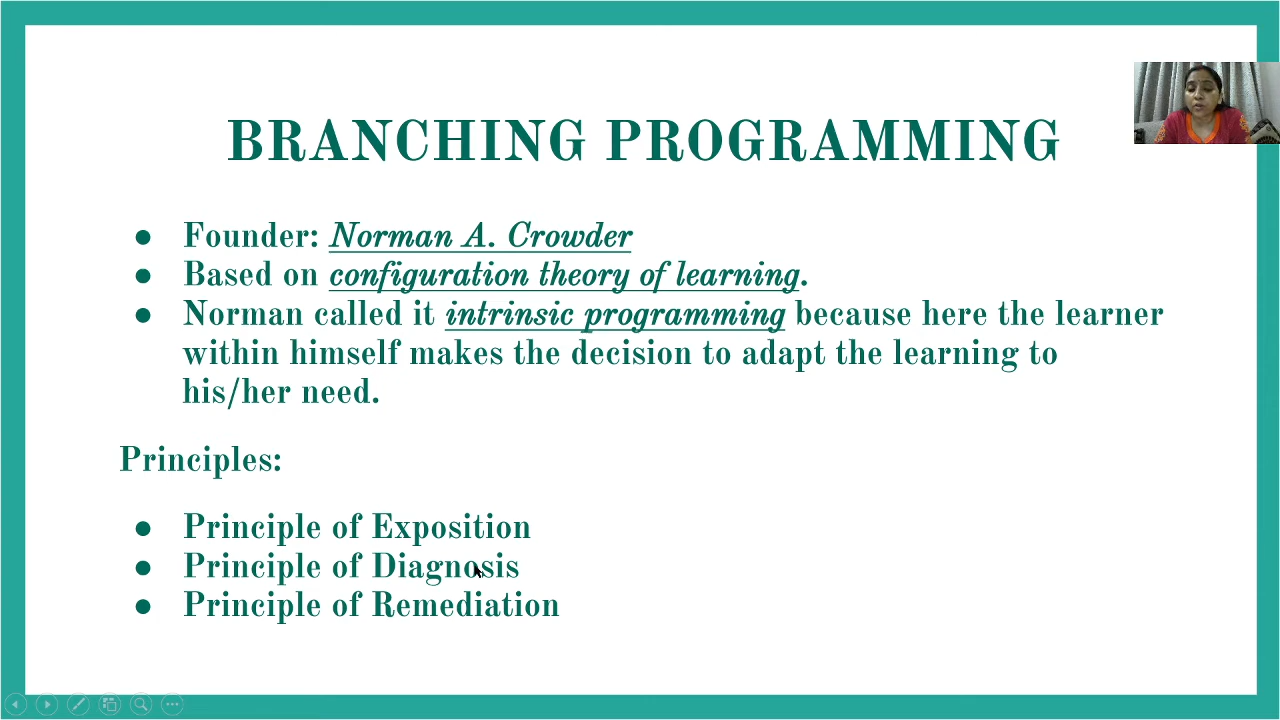 BRANCHING PROGRAMMING
● Founder: Norman A. Crowder
● Based on configuration theory of learning.
● Norman called it intrinsic programming because here the learner
within himself makes the decision to adapt the learning to
his/her need.
Principles:
● Principle of Exposition
● Principle of Diagnosis
● Principle of Remediation